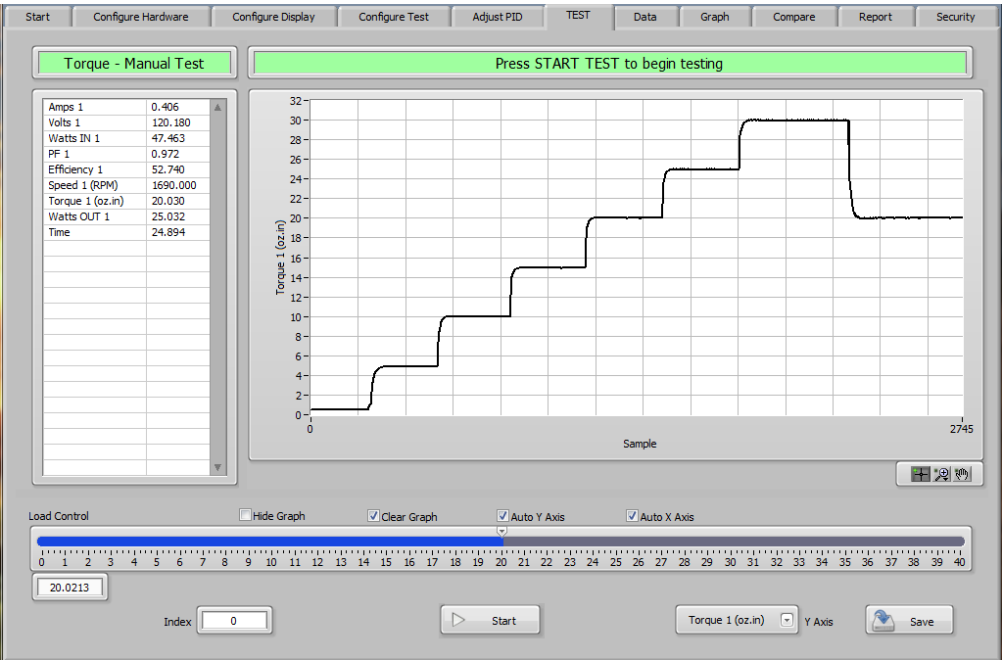 Start Configure Hardware Configure Display Configure Test Adjust PID TEST Data Graph Compare Report Security
Torque - Manual Test
Press START TEST to begin testing
Amps 1 0.406
Volts 1 120.180
Watts IN 1 47.463
PF 1 0.972
Efficiency 1 52.740
Speed 1 (RPM) 1690.000
Torque 1 (oz.in) 20.030
Watts OUT 1 25.032
Time 24.894
Torque 1 (oz.in)
32
30
28
26
24
22
20
18
16
14
12
10
8
6
4
2
0
0 2745
Sample
Load Control Hide Graph Clear Graph Auto Y Axis Auto X Axis
0 1 2 3 4 5 6 7 8 9 10 11 12 13 14 15 16 17 18 19 20 21 22 23 24 25 26 27 28 29 30 31 32 33 34 35 36 37 38 39 40
20.0213
Index 0 Start Torque 1 (oz.in) Y Axis Save